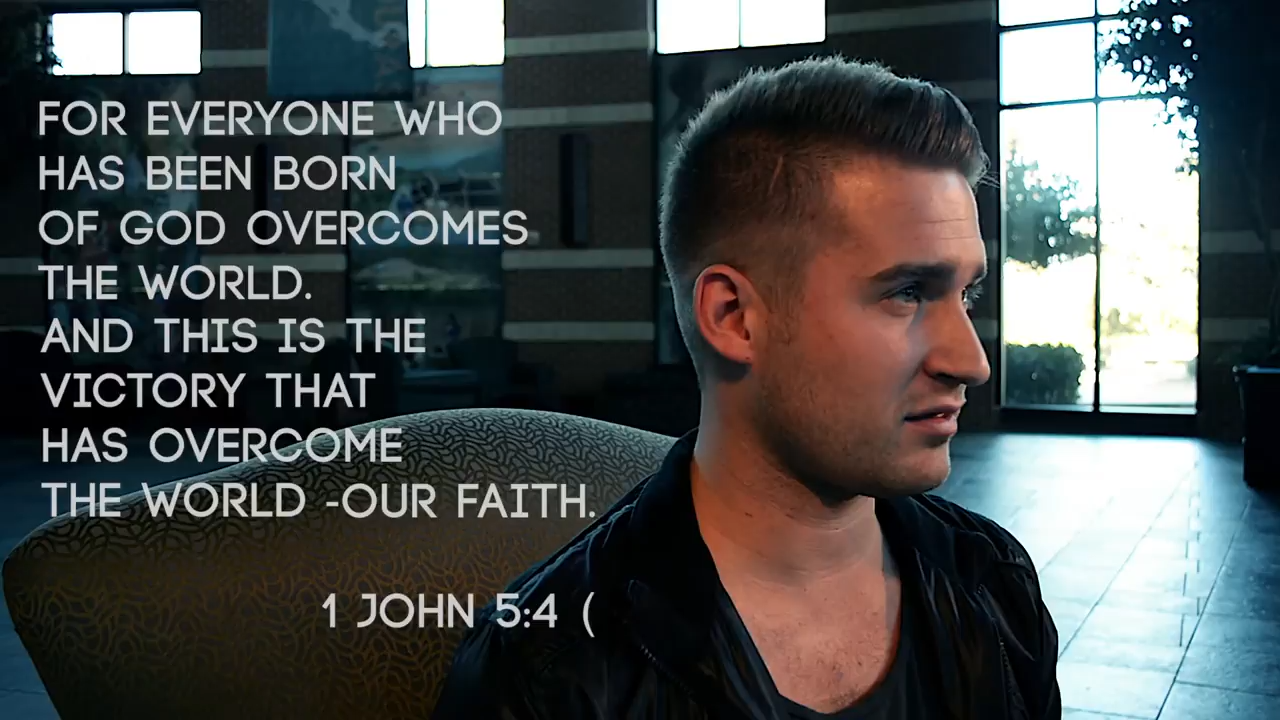 FOR EVERYONE WHO
HAS BEEN BORN
OF GOD OVERCOMES
THE WORLD.
AND THIS IS THE
VICTORY THAT
HAS OVERCOME
THE WORLD -OUR FAITH.
1 JOHN 5:4 (